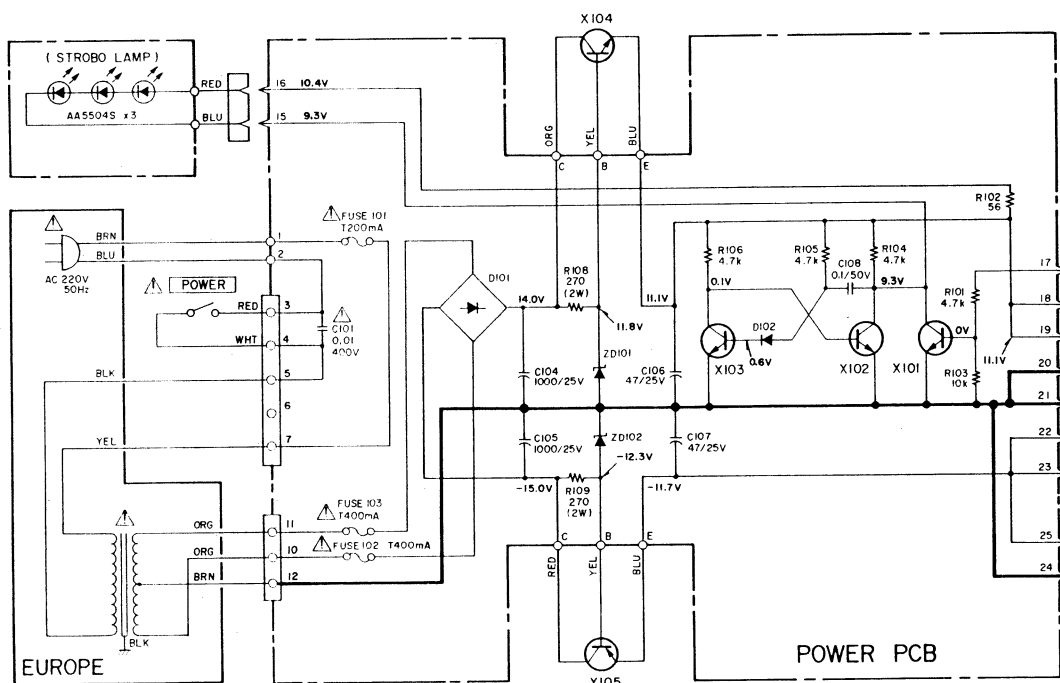 X104
( STROBO LAMP )
RED
16
10.4V
AA5504S x3
BLU
15
9.3V
ORG
YEL
BLU
C
B
E
R102
56
FUSE 101
T200mA
BRN
1
BLU
2
AC 220V
50Hz
POWER
RED
3
C101
0.01
400V
WHT
4
BLK
5
6
YEL
7
D101
14.0V
R108
270
(2W)
11.1V
11.8V
ZD101
C104
1000/25V
C106
47/25V
R106
4.7k
0.1V
R105
4.7k
C108
0.1/50V
R104
4.7k
9.3V
D102
0.6V
X103
X102
X101
0V
R101
4.7k
R103
10k
17
18
19
11.1V
20
21
22
23
25
24
C105
1000/25V
ZD102
-12.3V
C107
47/25V
-15.0V
R109
270
(2W)
-11.7V
FUSE 103
T400mA
ORG
11
FUSE 102 T400mA
ORG
10
BRN
12
BLK
C
B
E
RED
YEL
BLU
X105
EUROPE
POWER PCB